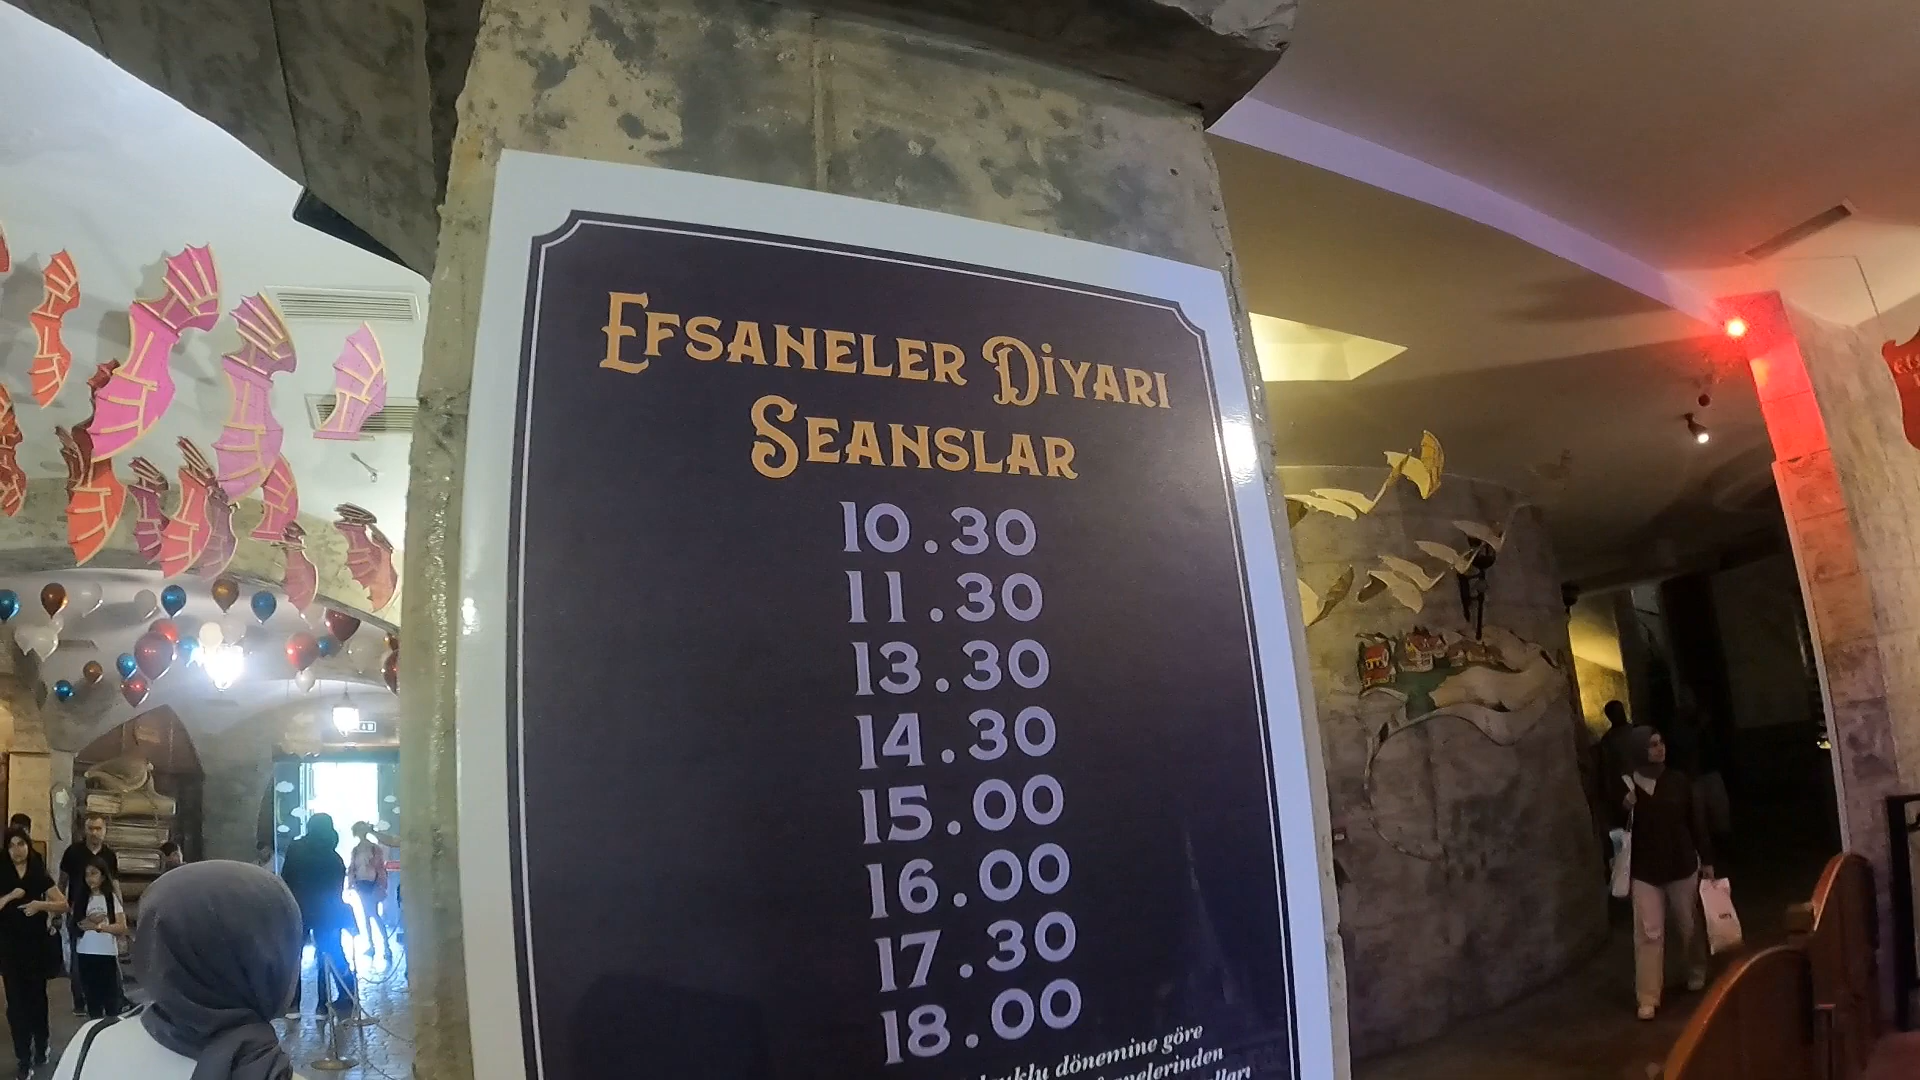 EFSANELER DİYARI
SEANSLAR
10.30
11.30
13.30
14.30
15.00
16.00
17.30
18.00
dönemine göre